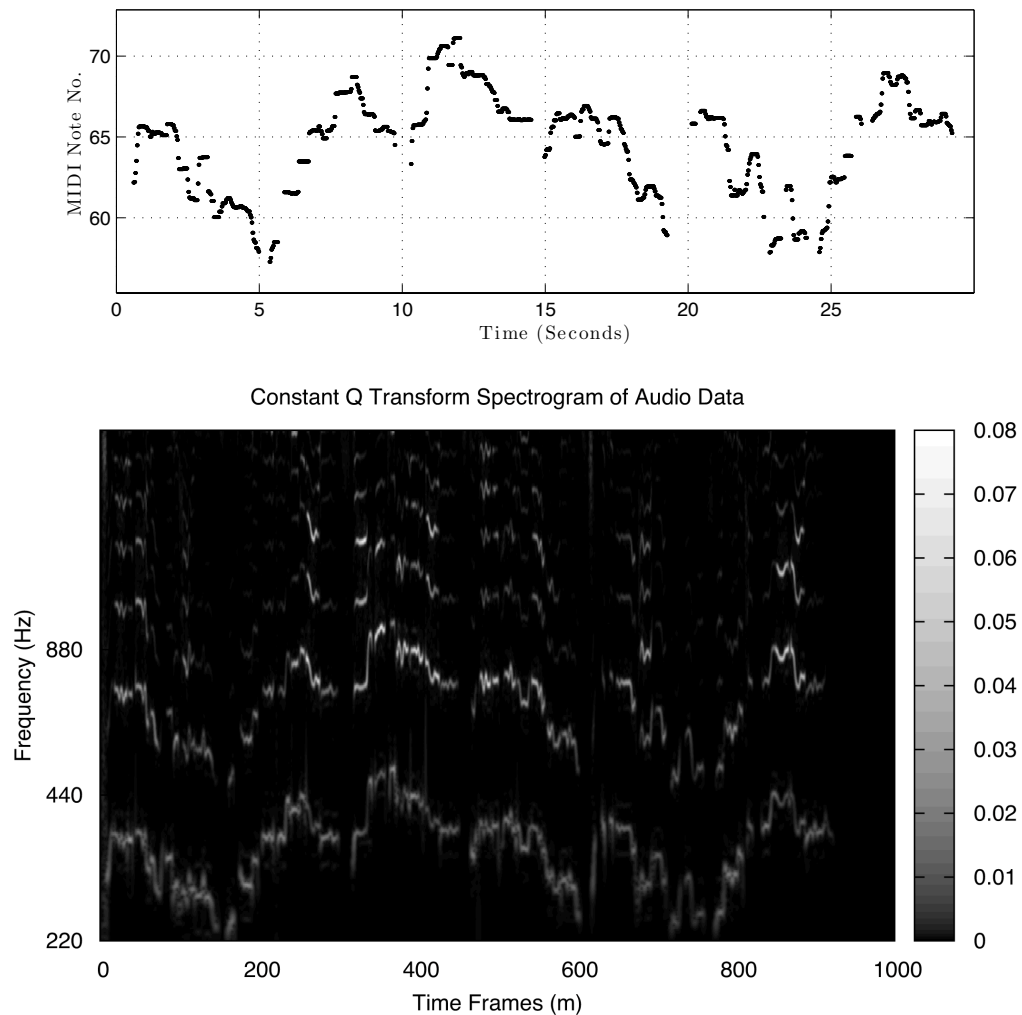 70
65
60
MIDI Note No.
0 5 10 15 20 25
Time (Seconds)
Constant Q Transform Spectrogram of Audio Data
880
440
220
Frequency (Hz)
0 200 400 600 800 1000
Time Frames (m)
0.08
0.07
0.06
0.05
0.04
0.03
0.02
0.01
0